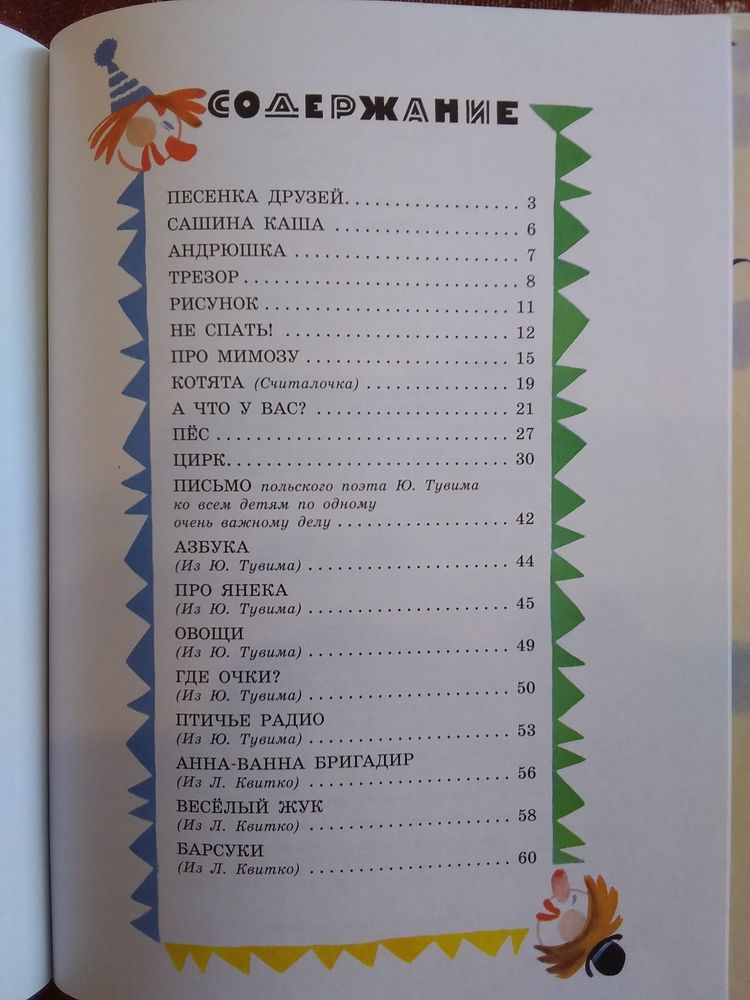 СОДЕРЖАНИЕ
ПЕСЕНКА ДРУЗЕЙ.................. 3
САШИНА КАША .................. 6
АНДРЮШКА ...................... 7
ТРЕЗОР........................... 8
РИСУНОК ........................ 11
НЕ СПАТЬ! ...................... 12
ПРО МИМОЗУ .................... 15
КОТЯТА (Считалочка) ............... 19
А ЧТО У ВАС? .................... 21
ПЁС ............................. 27
ЦИРК............................ 30
ПИСЬМО польского поэта Ю. Тувима
ко всем детям по одному
очень важному делу .................. 42
АЗБУКА
(Из Ю. Тувима) ..................... 44
ПРО ЯНЕКА
(Из Ю. Тувима) ..................... 45
ОВОЩИ
(Из Ю. Тувима) ..................... 49
ГДЕ ОЧКИ?
(Из Ю. Тувима) ..................... 50
ПТИЧЬЕ РАДИО
(Из Ю. Тувима) ..................... 53
АННА-ВАННА БРИГАДИР
(Из Л. Квитко) ..................... 56
ВЕСЁЛЫЙ ЖУК
(Из Л. Квитко) ..................... 58
БАРСУКИ
(Из Л. Квитко) ..................... 60